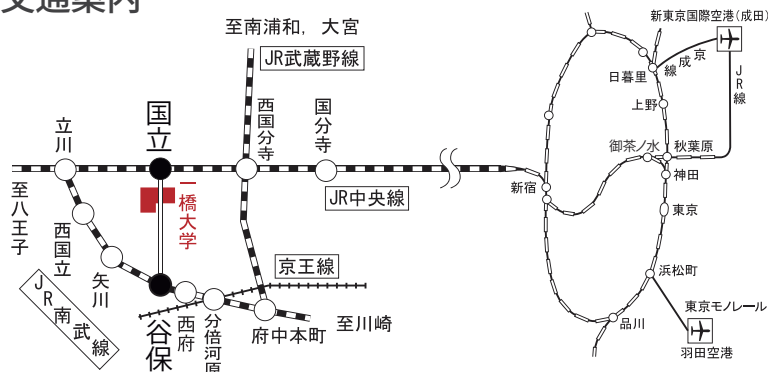 交通案内
至南浦和，大宮
JR武蔵野線
新東京国際空港（成田）
京成線
JR線
日暮里
上野
御茶ノ水
秋葉原
神田
新宿
東京
浜松町
東京モノレール
品川
羽田空港
立川
国立
西国分寺
国分寺
至八王子
一橋大学
JR中央線
西国立
矢川
京王線
JR南武線
谷保
西府
分倍河原
府中本町
至川崎